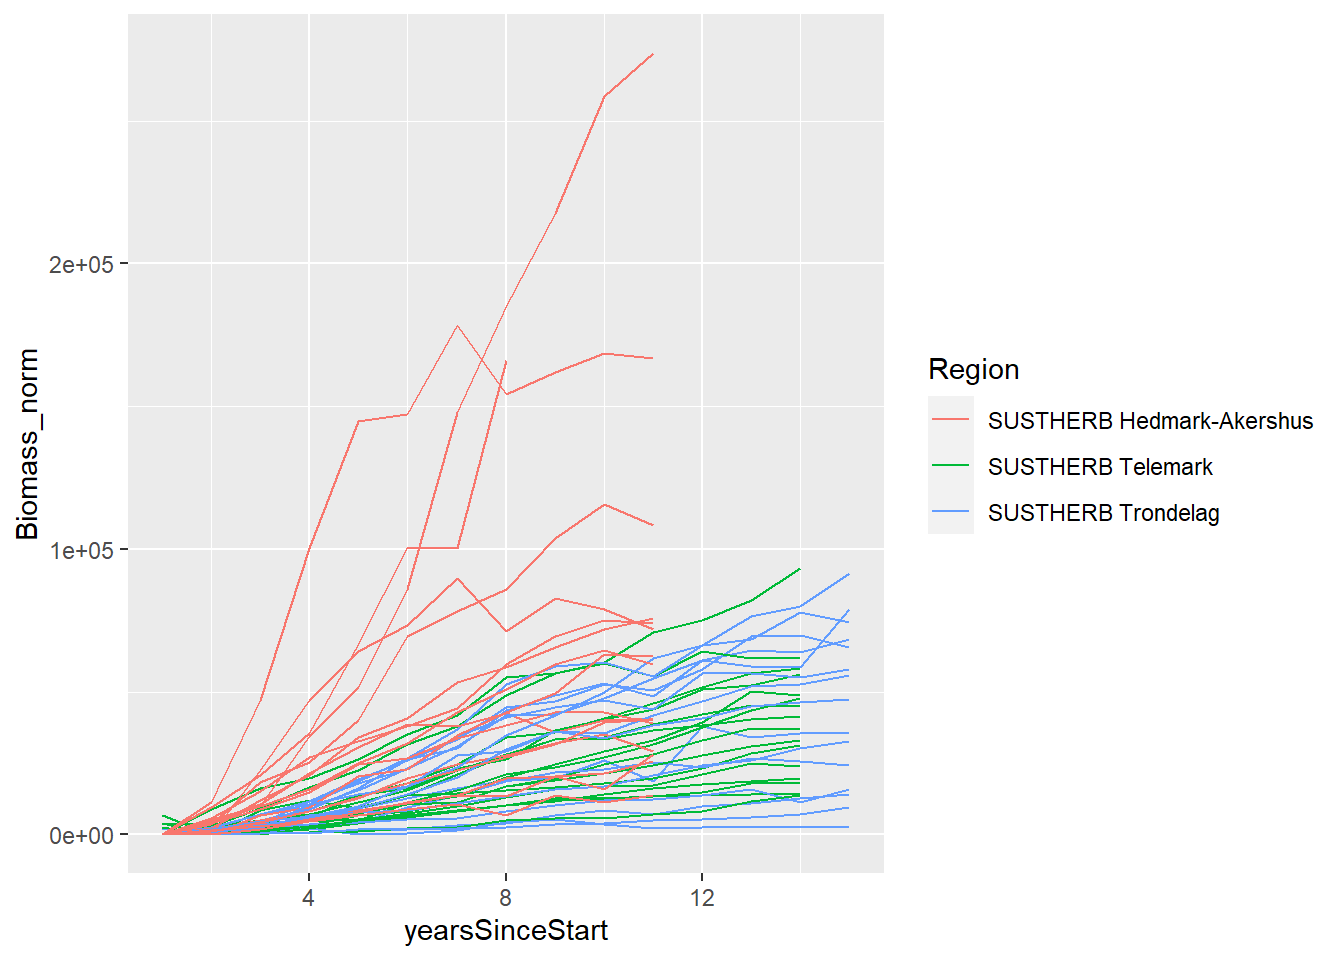 Biomass_norm
2e+05
1e+05
0e+00
4
8
12
yearsSinceStart
Region
SUSTHERB Hedmark-Akershus
SUSTHERB Telemark
SUSTHERB Trondelag